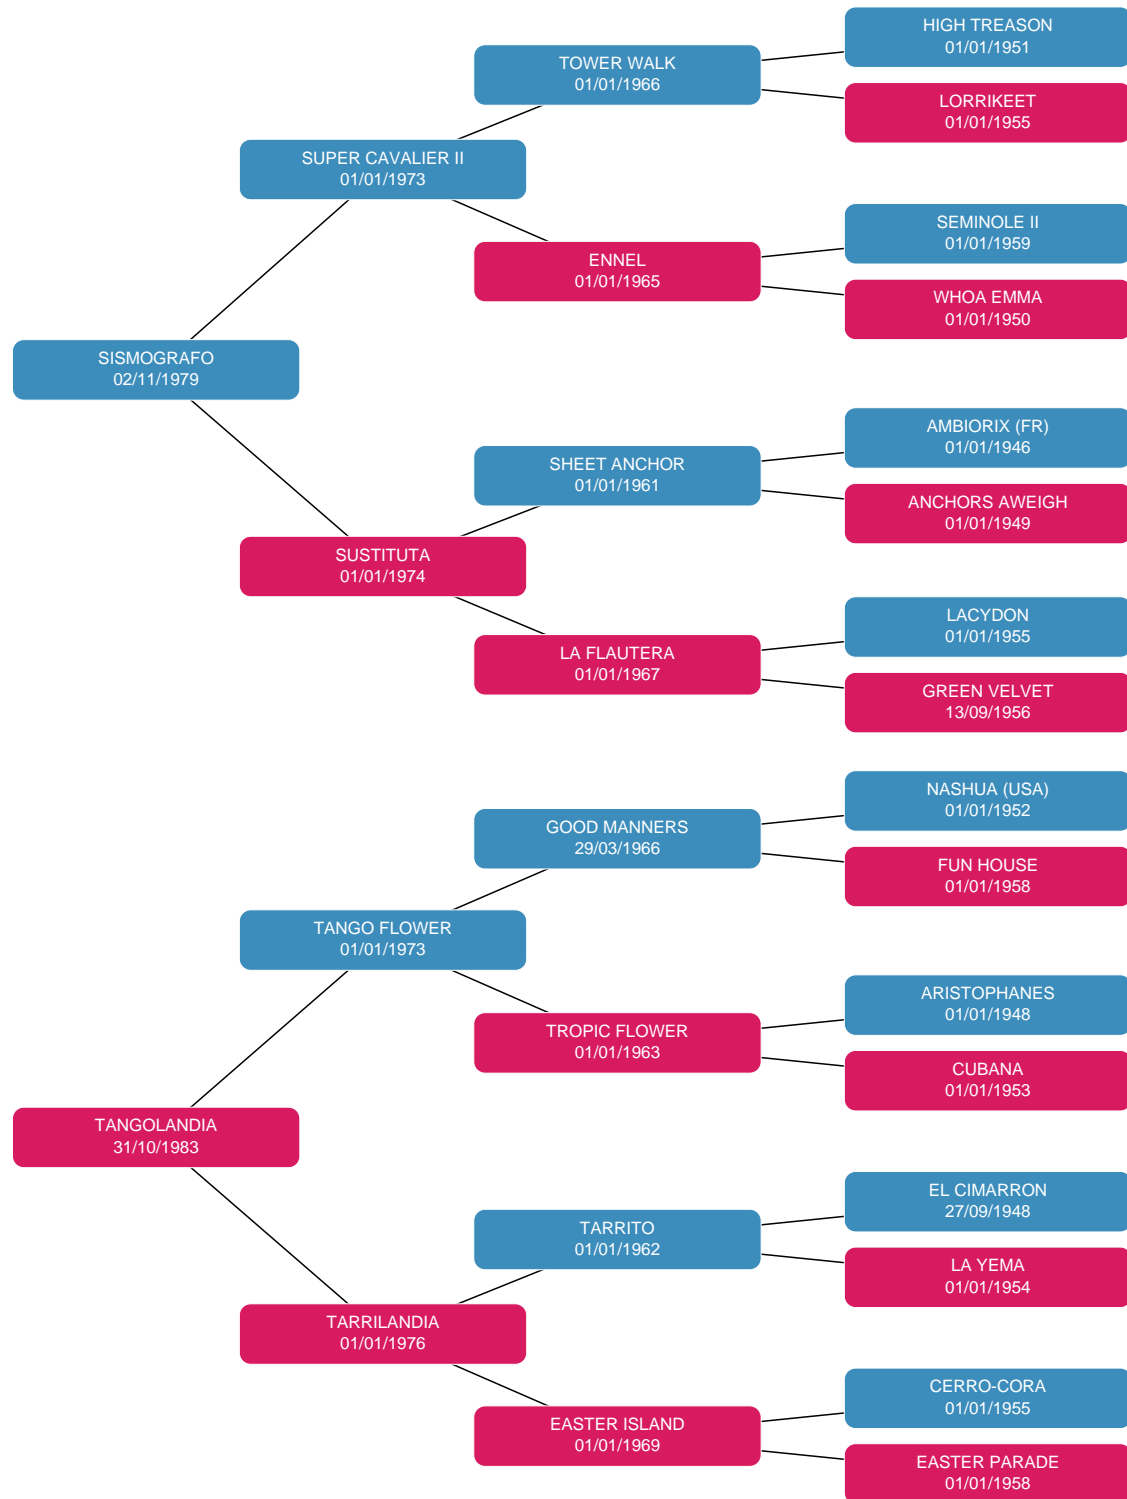 HIGH TREASON
01/01/1951
TOWER WALK
01/01/1966
LORRIKEET
01/01/1955
SUPER CAVALIER II
01/01/1973
SEMINOLE II
01/01/1959
ENNEL
01/01/1965
WHOA EMMA
01/01/1950
SISMOGRAFO
02/11/1979
AMBIORIX (FR)
01/01/1946
SHEET ANCHOR
01/01/1961
ANCHORS AWEIGH
01/01/1949
SUSTITUTA
01/01/1974
LACYDON
01/01/1955
LA FLAUTERA
01/01/1967
GREEN VELVET
13/09/1956
NASHUA (USA)
01/01/1952
GOOD MANNERS
29/03/1966
FUN HOUSE
01/01/1958
TANGO FLOWER
01/01/1973
ARISTOPHANES
01/01/1948
TROPIC FLOWER
01/01/1963
CUBANA
01/01/1953
TANGOLANDIA
31/10/1983
EL CIMARRON
27/09/1948
TARRITO
01/01/1962
LA YEMA
01/01/1954
TARRILANDIA
01/01/1976
CERRO-CORA
01/01/1955
EASTER ISLAND
01/01/1969
EASTER PARADE
01/01/1958